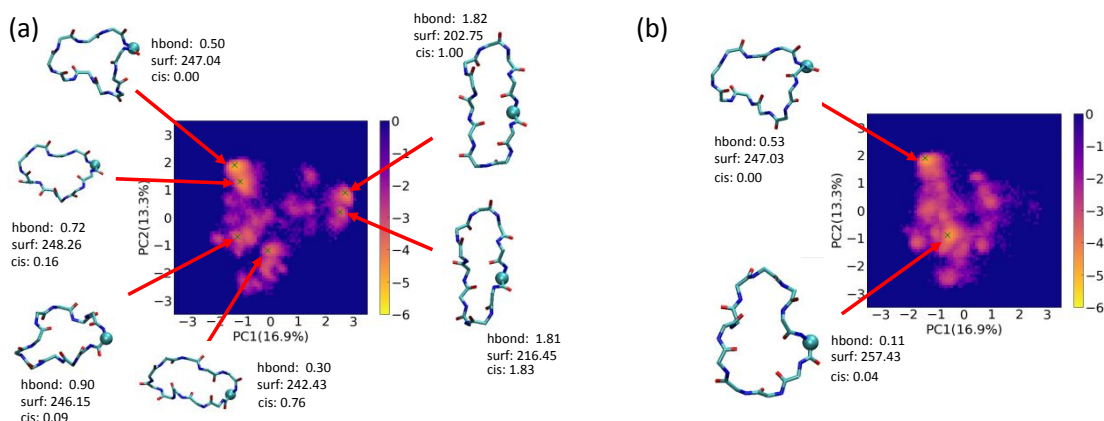 (a)
hbond: 0.50
surf: 247.04
cis: 0.00
hbond: 1.82
surf: 202.75
cis: 1.00
hbond: 0.72
surf: 248.26
cis: 0.16
hbond: 0.90
surf: 246.15
cis: 0.09
hbond: 0.30
surf: 242.43
cis: 0.76
hbond: 1.81
surf: 216.45
cis: 1.83
PC2(13.3%)
3
2
1
0
−1
−2
−3
−3 −2 −1 0 1 2 3
PC1(16.9%)
0
−1
−2
−3
−4
−5
−6
(b)
hbond: 0.53
surf: 247.03
cis: 0.00
hbond: 0.11
surf: 257.43
cis: 0.04
PC2(13.3%)
3
2
1
0
−1
−2
−3
−3 −2 −1 0 1 2 3
PC1(16.9%)
0
−1
−2
−3
−4
−5
−6